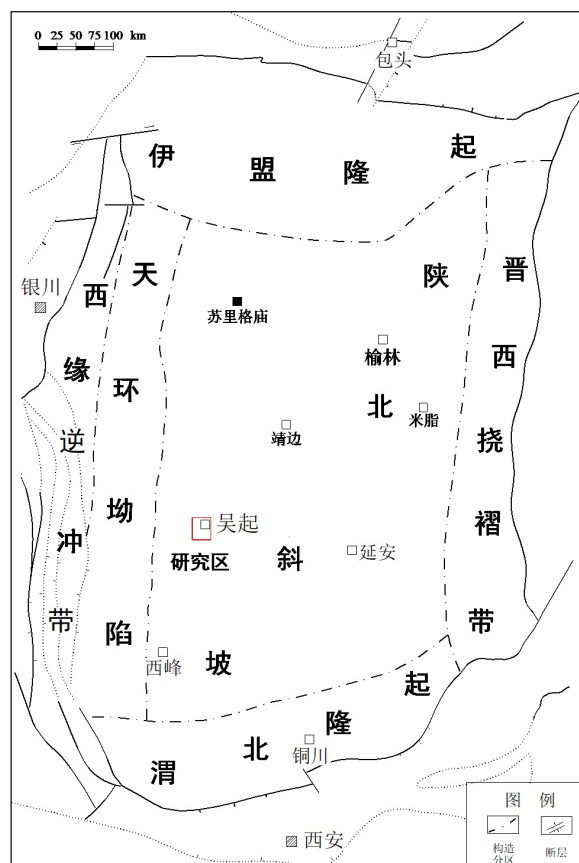 0 25 50 75 100 km
包头
伊盟隆起
银川
西缘逆冲带
天环坳陷
苏里格庙
陕北斜坡
榆林
晋西挠褶带
米脂
靖边
吴起
研究区
延安
西峰
渭北隆起
铜川
西安
图 例
构造
分区
断层